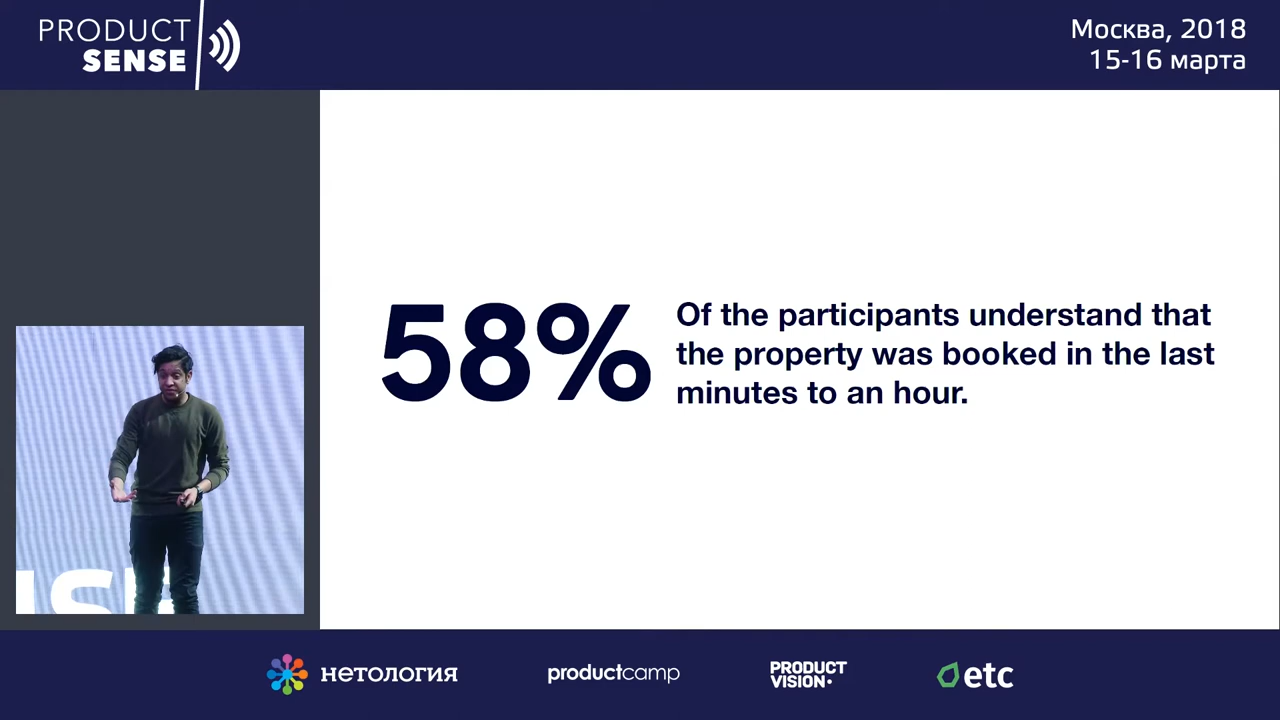 PRODUCT
SENSE
Москва, 2018
15-16 марта
58%
Of the participants understand that
the property was booked in the last
minutes to an hour.
нетология
productcamp
PRODUCT
VISION
etc